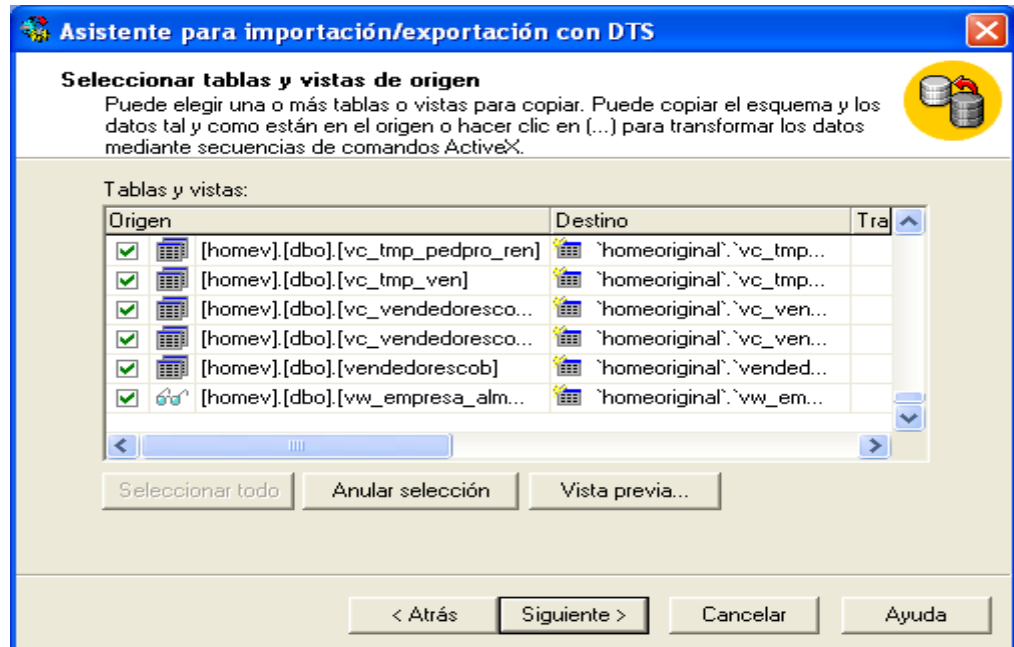 Asistente para importación/exportación con DTS
Seleccionar tablas y vistas de origen
Puede elegir una o más tablas o vistas para copiar. Puede copiar el esquema y los
datos tal y como están en el origen o hacer clic en (...) para transformar los datos
mediante secuencias de comandos ActiveX.
Tablas y vistas:
Origen Destino Tra
[homev].[dbo].[vc_tmp_pedpro_ren] `homeoriginal`.`vc_tmp...
[homev].[dbo].[vc_tmp_ven] `homeoriginal`.`vc_tmp...
[homev].[dbo].[vc_vendedoresco... `homeoriginal`.`vc_ven...
[homev].[dbo].[vc_vendedoresco... `homeoriginal`.`vc_ven...
[homev].[dbo].[vendedorescob] `homeoriginal`.`vended...
[homev].[dbo].[vw_empresa_alm... `homeoriginal`.`vw_em...
Seleccionar todo Anular selección Vista previa...
< Atrás Siguiente > Cancelar Ayuda